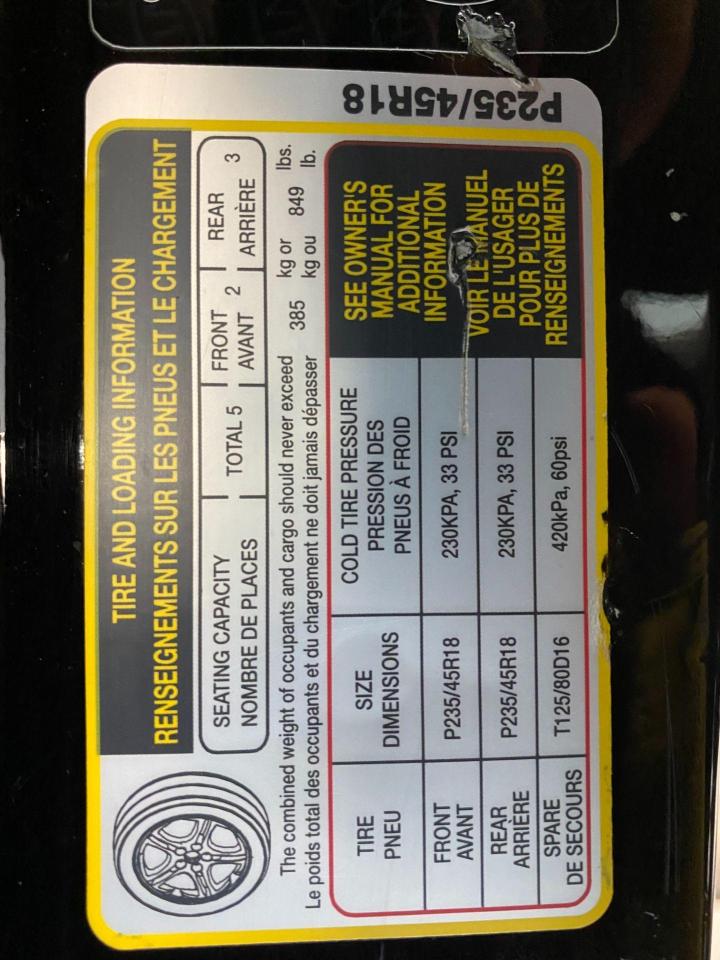 P235/45R18
TIRE AND LOADING INFORMATION
RENSEIGNEMENTS SUR LES PNEUS ET LE CHARGEMENT
SEATING CAPACITY
NOMBRE DE PLACES
TOTAL 5
FRONT
AVANT 2
REAR
ARRIÈRE 3
The combined weight of occupants and cargo should never exceed 385 kg or 849 lbs.
Le poids total des occupants et du chargement ne doit jamais dépasser kg ou lb.
TIRE
PNEU
SIZE
DIMENSIONS
COLD TIRE PRESSURE
PRESSION DES
PNEUS À FROID
FRONT
AVANT
P235/45R18
230KPA, 33 PSI
REAR
ARRIÈRE
P235/45R18
230KPA, 33 PSI
SPARE
DE SECOURS
T125/80D16
420kPa, 60psi
SEE OWNER'S
MANUAL FOR
ADDITIONAL
INFORMATION
VOIR LE MANUEL
DE L'USAGER
POUR PLUS DE
RENSEIGNEMENTS